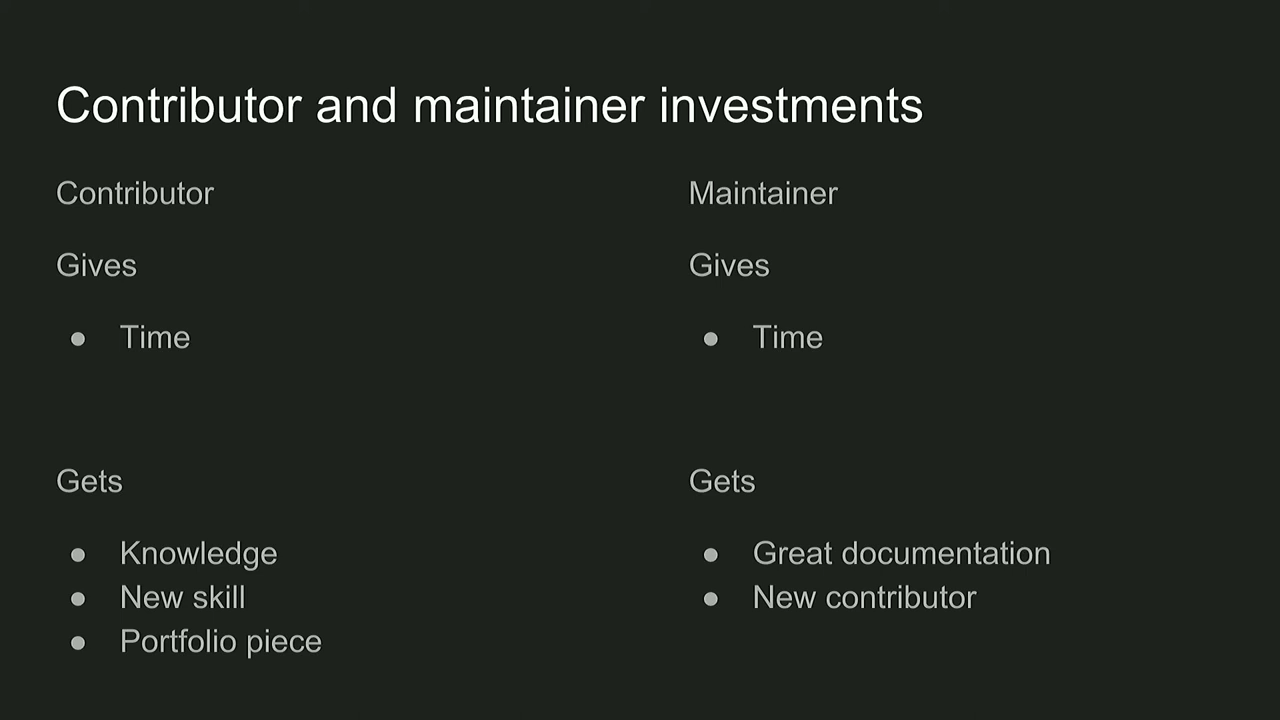 Contributor and maintainer investments
Contributor
Gives
● Time
Gets
● Knowledge
● New skill
● Portfolio piece
Maintainer
Gives
● Time
Gets
● Great documentation
● New contributor